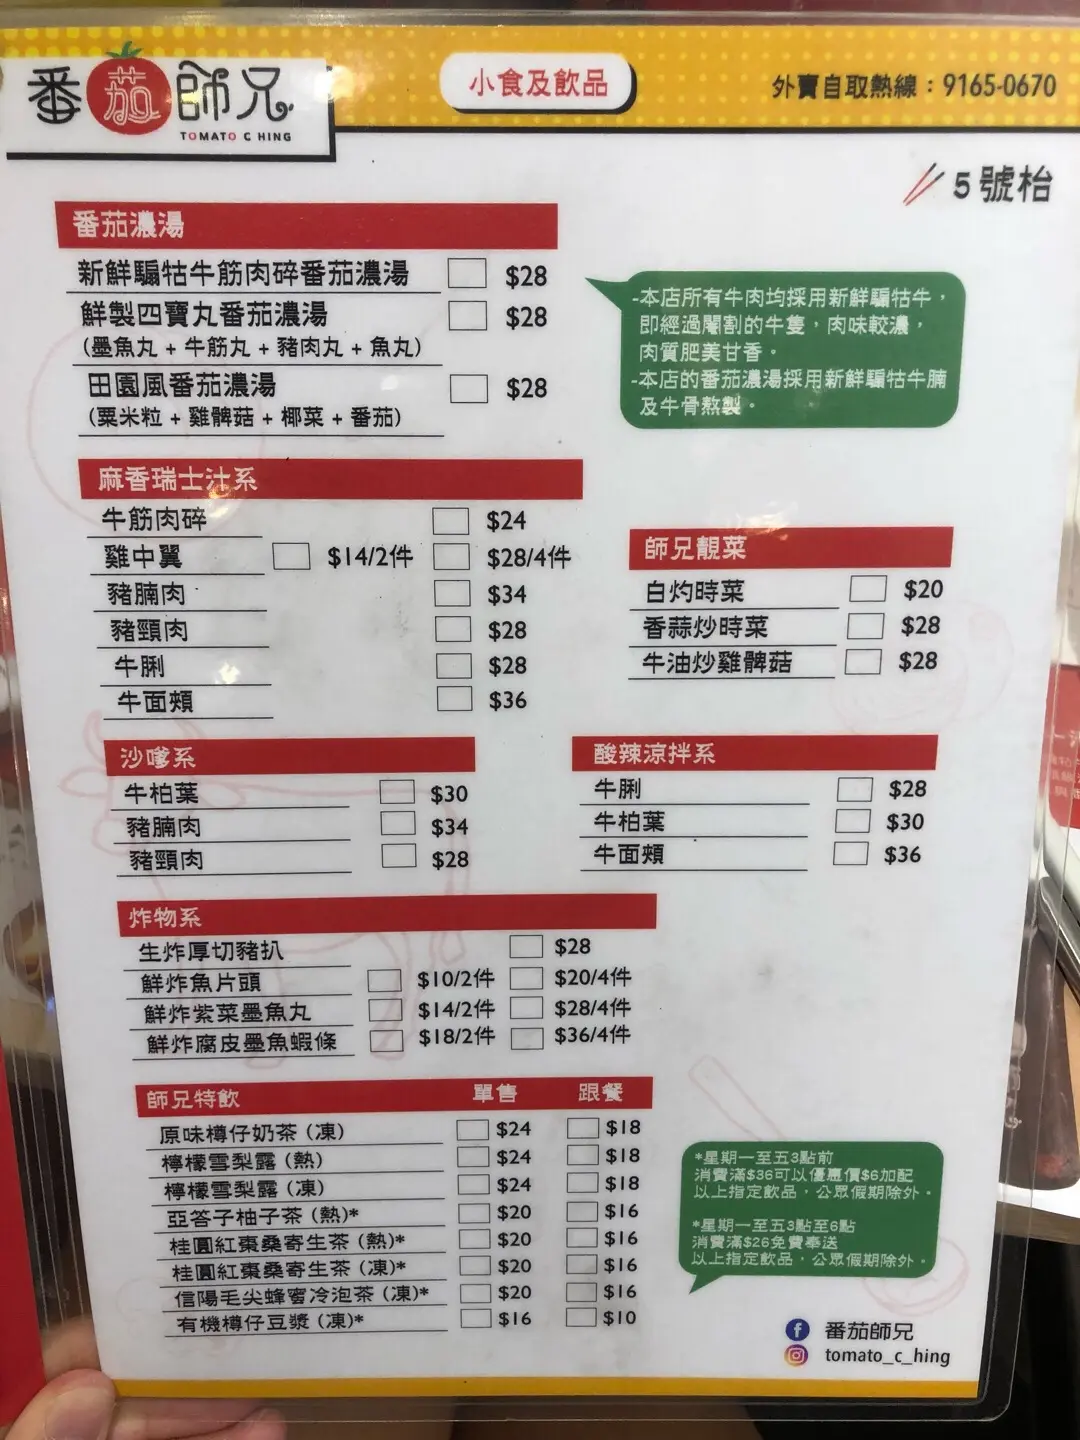 番茄師兄
TOMATO C HING
小食及飲品
外賣自取熱線：9165-0670
5 號枱
番茄濃湯
新鮮騸牯牛筋肉碎番茄濃湯 $28
鮮製四寶丸番茄濃湯 $28
(墨魚丸 + 牛筋丸 + 豬肉丸 + 魚丸)
田園風番茄濃湯 $28
(粟米粒 + 雞髀菇 + 椰菜 + 番茄)
-本店所有牛肉均採用新鮮騸牯牛，
即經過閹割的牛隻，肉味較濃，
肉質肥美甘香。
-本店的番茄濃湯採用新鮮騸牯牛腩
及牛骨熬製。
麻香瑞士汁系
牛筋肉碎 $24
雞中翼 $14/2件 $28/4件
豬腩肉 $34
豬頸肉 $28
牛脷 $28
牛面頰 $36
師兄靚菜
白灼時菜 $20
香蒜炒時菜 $28
牛油炒雞髀菇 $28
沙嗲系
牛柏葉 $30
豬腩肉 $34
豬頸肉 $28
酸辣涼拌系
牛脷 $28
牛柏葉 $30
牛面頰 $36
炸物系
生炸厚切豬扒 $28
鮮炸魚片頭 $10/2件 $20/4件
鮮炸紫菜墨魚丸 $14/2件 $28/4件
鮮炸腐皮墨魚蝦條 $18/2件 $36/4件
師兄特飲 單售 跟餐
原味樽仔奶茶 (凍) $24 $18
檸檬雪梨露 (熱) $24 $18
檸檬雪梨露 (凍) $24 $18
亞答子柚子茶 (熱)* $20 $16
桂圓紅棗桑寄生茶 (熱)* $20 $16
桂圓紅棗桑寄生茶 (凍)* $20 $16
信陽毛尖蜂蜜冷泡茶 (凍)* $20 $16
有機樽仔豆漿 (凍)* $16 $10
*星期一至五3點前
消費滿$36可以優惠價$6加配
以上指定飲品，公眾假期除外。
*星期一至五3點至6點
消費滿$26免費奉送
以上指定飲品，公眾假期除外。
番茄師兄
tomato_c_hing